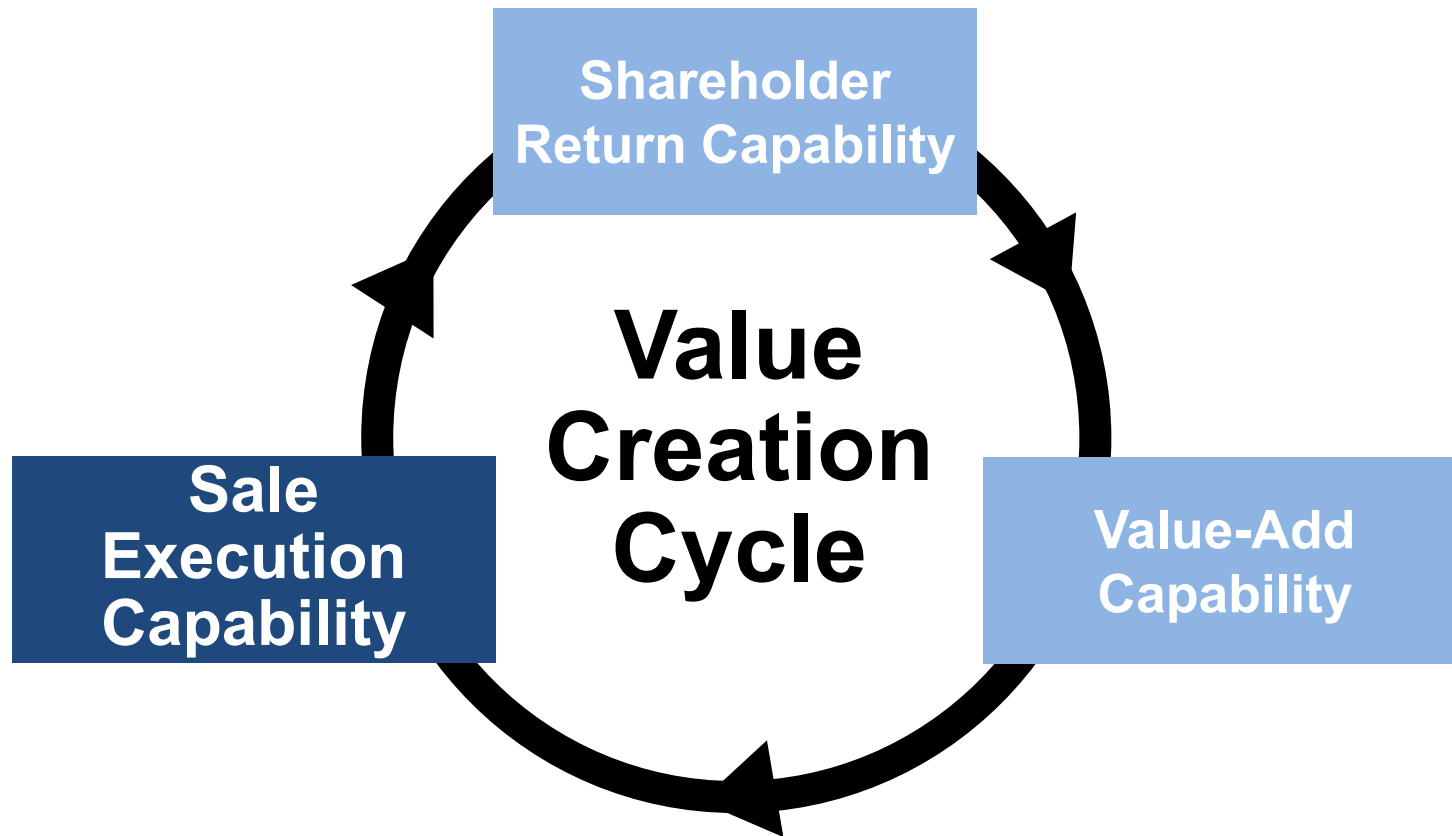 Shareholder
Return Capability
Value
Creation
Cycle
Sale
Execution
Capability
Value-Add
Capability